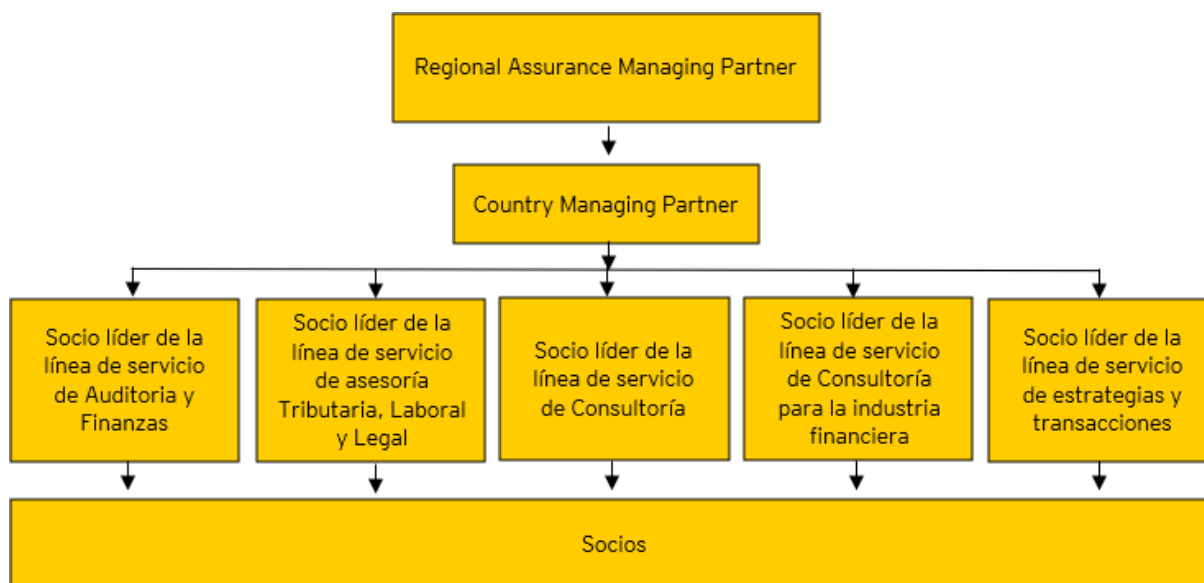 Regional Assurance Managing Partner
Country Managing Partner
Socio líder de la
línea de servicio
de Auditoria y
Finanzas
Socio líder de la
línea de servicio
de asesoría
Tributaria, Laboral
y Legal
Socio líder de la
línea de servicio
de Consultoría
Socio líder de la
línea de servicio
de Consultoría
para la industria
financiera
Socio líder de la
línea de servicio
de estrategias y
transacciones
Socios